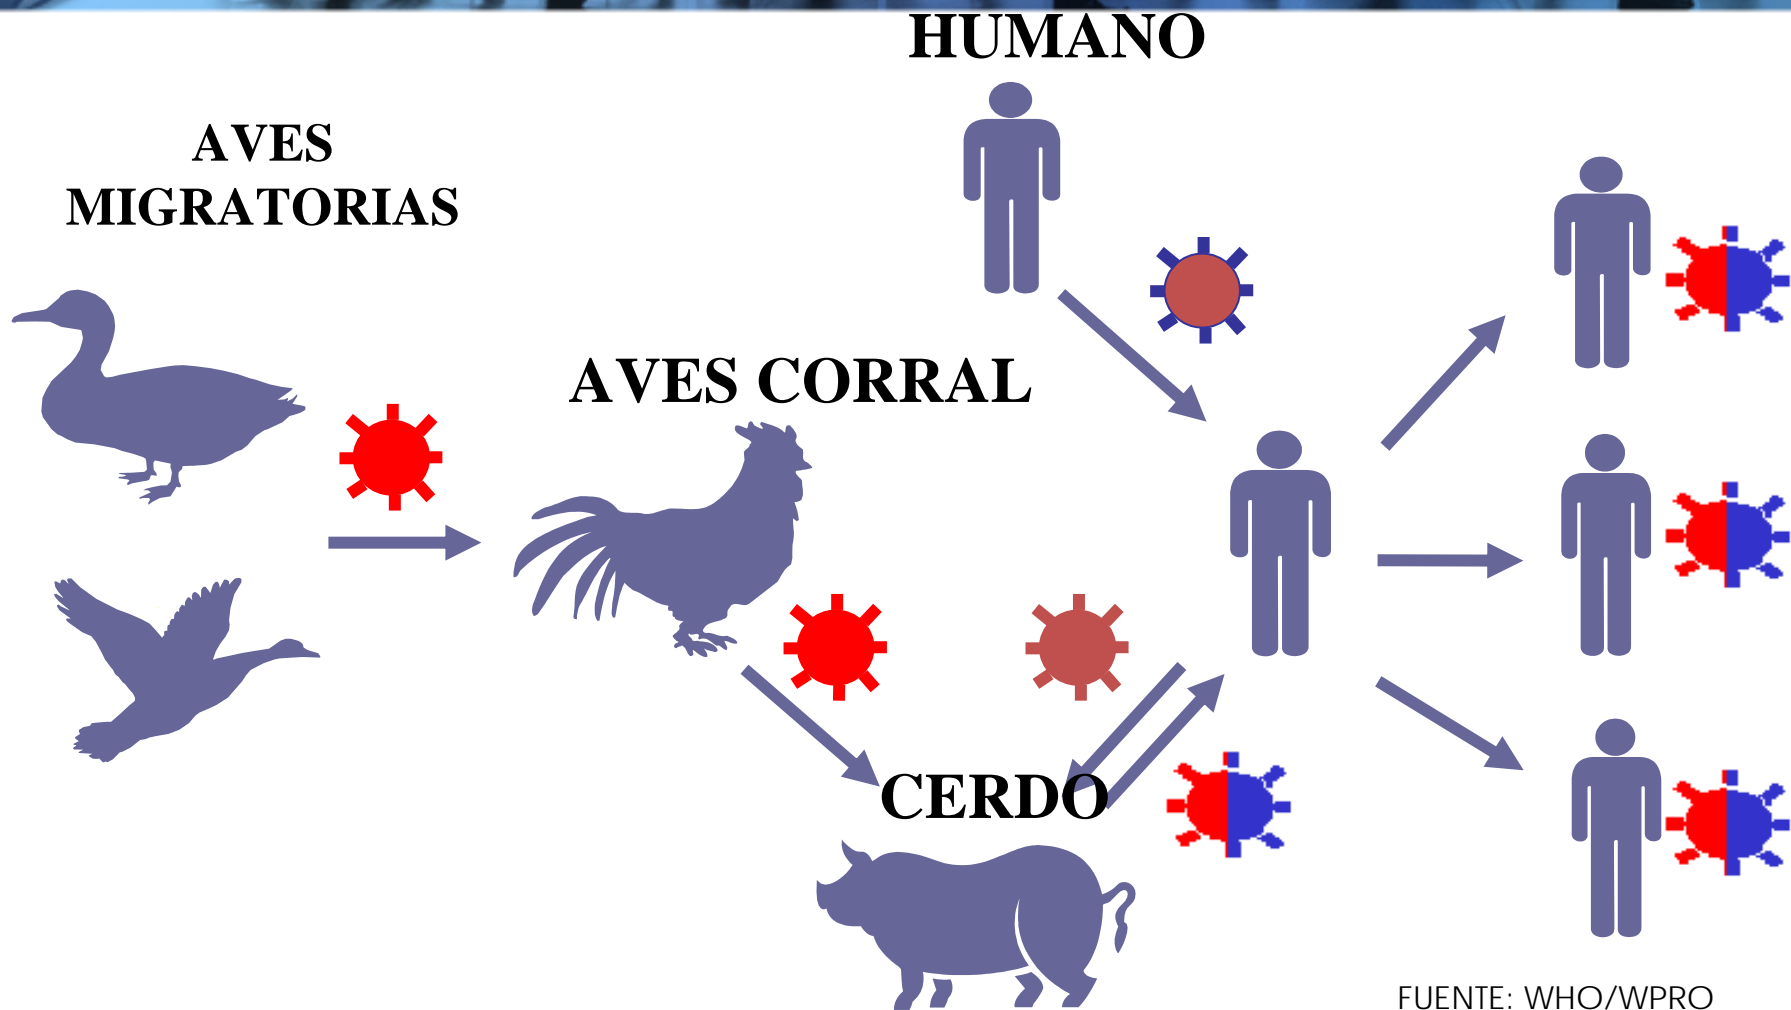 HUMANO
AVES
MIGRATORIAS
AVES CORRAL
CERDO
FUENTE: WHO/WPRO